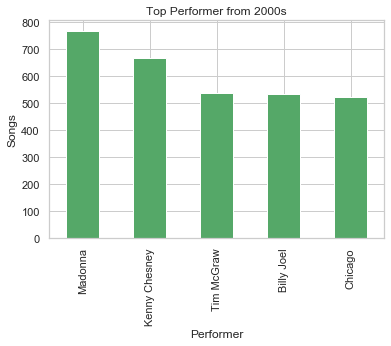 Top Performer from 2000s
800
700
600
500
400
300
200
100
0
Songs
Madonna
Kenny Chesney
Tim McGraw
Billy Joel
Chicago
Performer